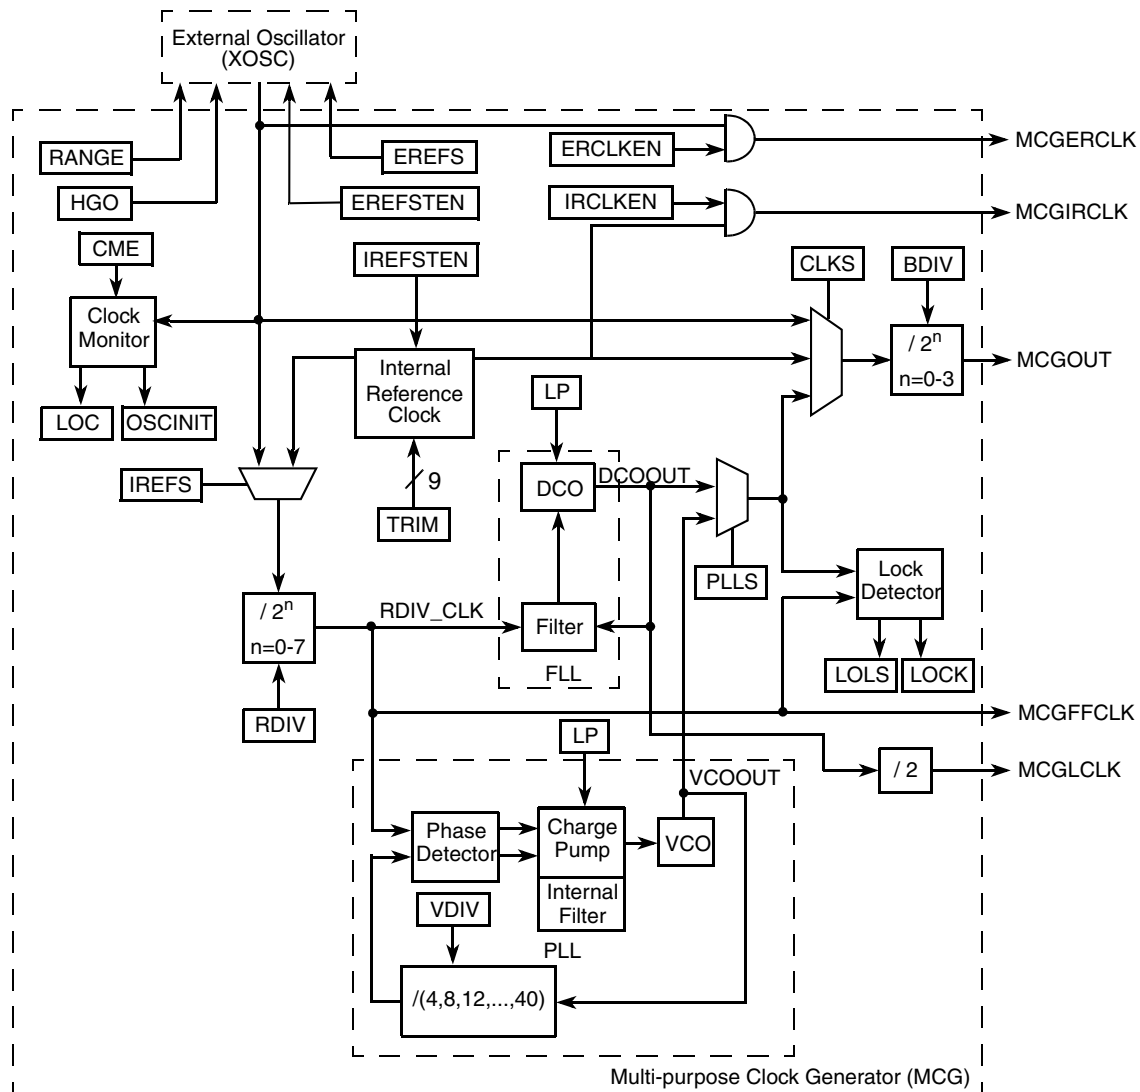 External Oscillator
(XOSC)
RANGE
EREFS
ERCLKEN
MCGERCLK
HGO
EREFSTEN
IRCLKEN
MCGIRCLK
CME
IREFSTEN
CLKS
BDIV
Clock
Monitor
/ 2n
n=0-3
MCGOUT
Internal
Reference
Clock
LP
LOC
OSCINIT
IREFS
9
TRIM
DCO
DCOOUT
PLLS
Lock
Detector
/ 2n
n=0-7
RDIV_CLK
Filter
FLL
LOLS
LOCK
RDIV
MCGFFCLK
LP
/ 2
MCGLCLK
VCOOUT
Phase
Detector
Charge
Pump
VCO
Internal
Filter
VDIV
PLL
/(4,8,12,...,40)
Multi-purpose Clock Generator (MCG)